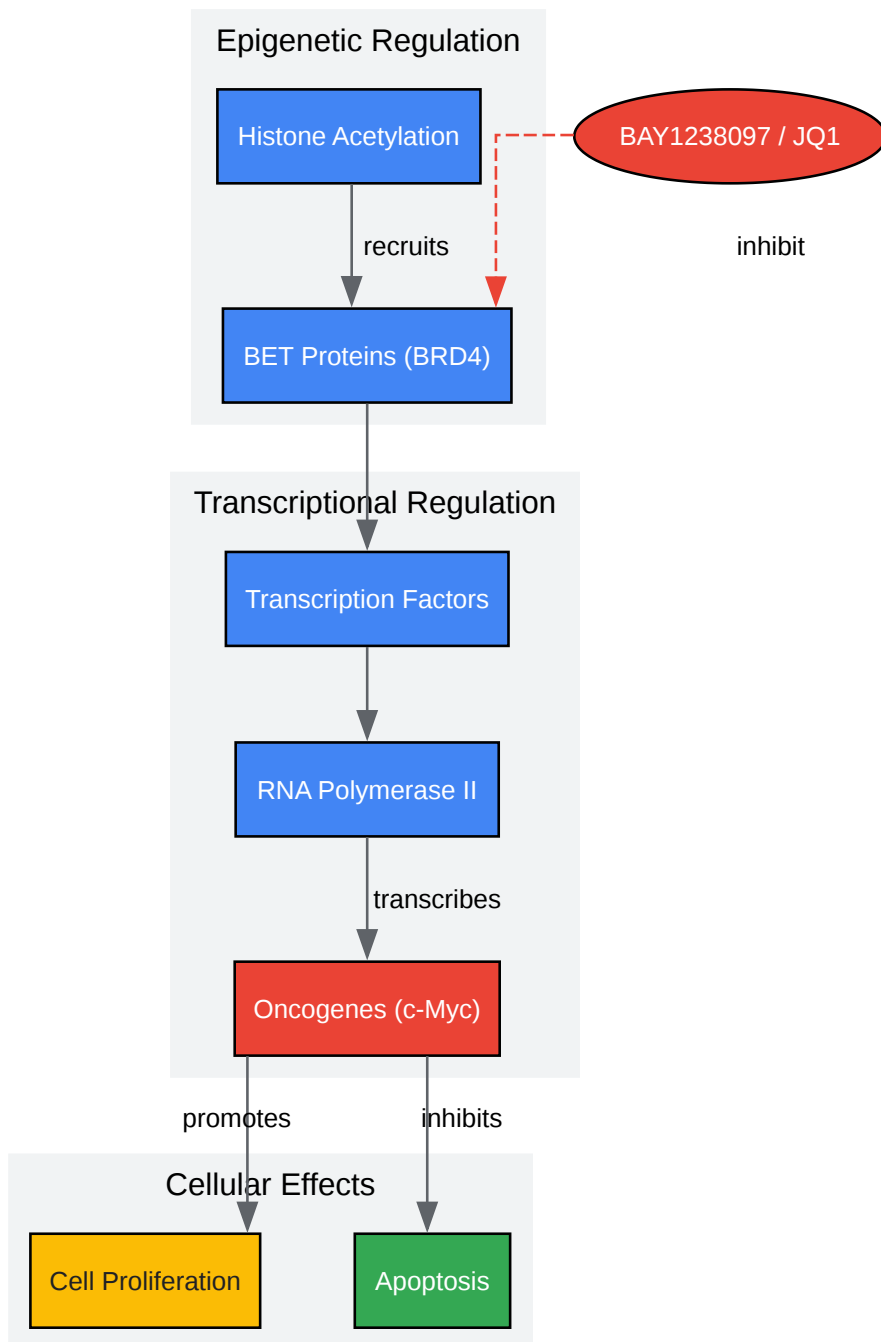 Epigenetic Regulation
Histone Acetylation
BAY1238097 / JQ1
recruits
inhibit
BET Proteins (BRD4)
Transcriptional Regulation
Transcription Factors
RNA Polymerase II
transcribes
Oncogenes (c-Myc)
promotes
inhibits
Cellular Effects
Cell Proliferation
Apoptosis